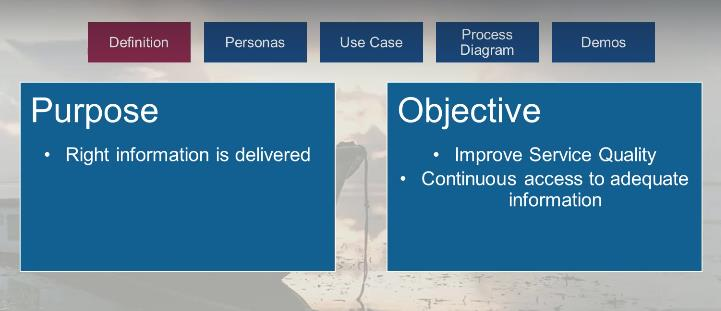 Definition
Personas
Use Case
Process
Diagram
Demos
Purpose
• Right information is delivered
Objective
• Improve Service Quality
• Continuous access to adequate
information